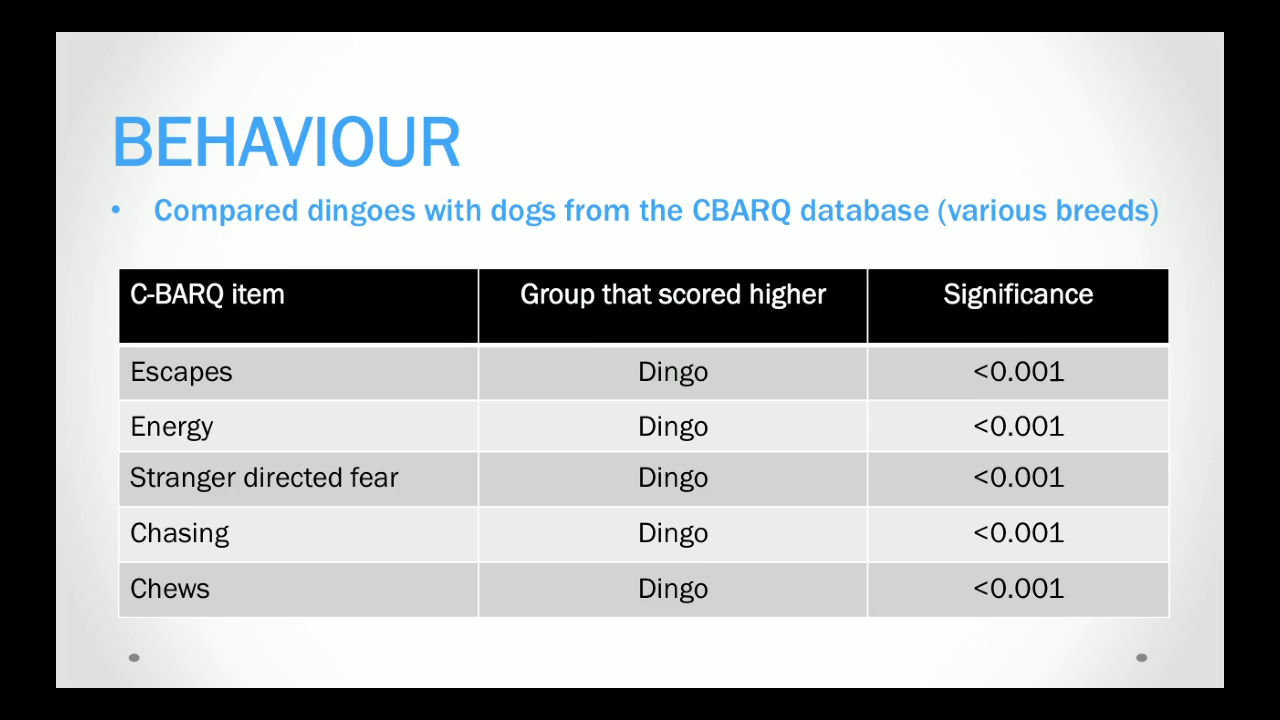 BEHAVIOUR
• Compared dingoes with dogs from the CBARQ database (various breeds)
C-BARQ item Group that scored higher Significance
Escapes Dingo <0.001
Energy Dingo <0.001
Stranger directed fear Dingo <0.001
Chasing Dingo <0.001
Chews Dingo <0.001